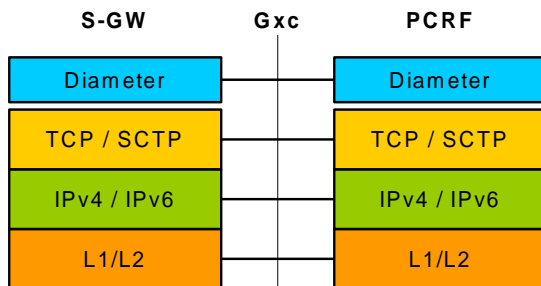 S-GW Gxc PCRF
Diameter Diameter
TCP / SCTP TCP / SCTP
IPv4 / IPv6 IPv4 / IPv6
L1/L2 L1/L2